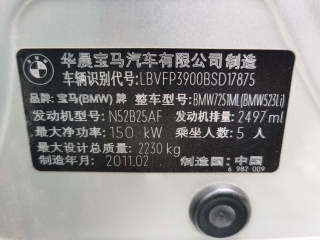 BMW
华晨宝马汽车有限公司 制造
车辆识别代号: LBVFP3900BSD17875
品牌: 宝马(BMW) 牌 整车型号: BMW7251ML(BMW523Li)
发动机型号: N52B25AF 发动机排量: 2497 ml
最大净功率: 150 kW 乘坐人数: 5 人
最大设计总质量: 2230 kg
制造年月: 2011.02 制造国: 中国
6 982 009